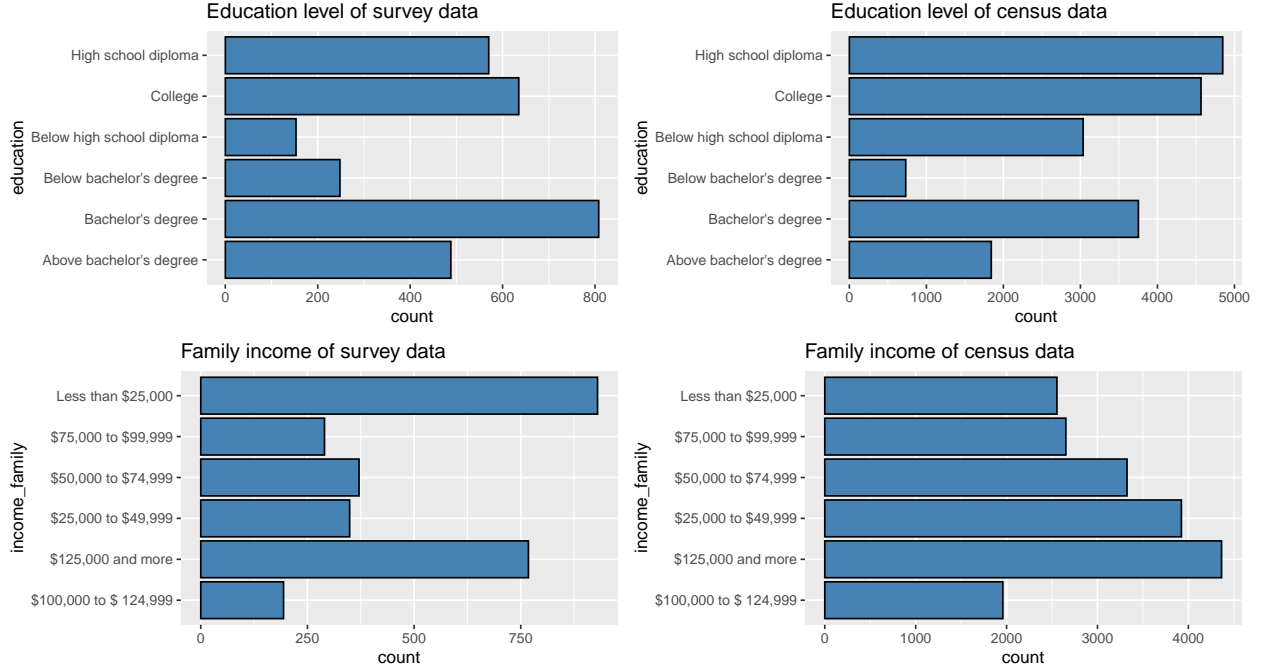 Education level of survey data
education
High school diploma
College
Below high school diploma
Below bachelor's degree
Bachelor's degree
Above bachelor's degree
0 200 400 600 800
count
Education level of census data
education
High school diploma
College
Below high school diploma
Below bachelor's degree
Bachelor's degree
Above bachelor's degree
0 1000 2000 3000 4000 5000
count
Family income of survey data
income_family
Less than $25,000
$75,000 to $99,999
$50,000 to $74,999
$25,000 to $49,999
$125,000 and more
$100,000 to $ 124,999
0 250 500 750
count
Family income of census data
income_family
Less than $25,000
$75,000 to $99,999
$50,000 to $74,999
$25,000 to $49,999
$125,000 and more
$100,000 to $ 124,999
0 1000 2000 3000 4000
count